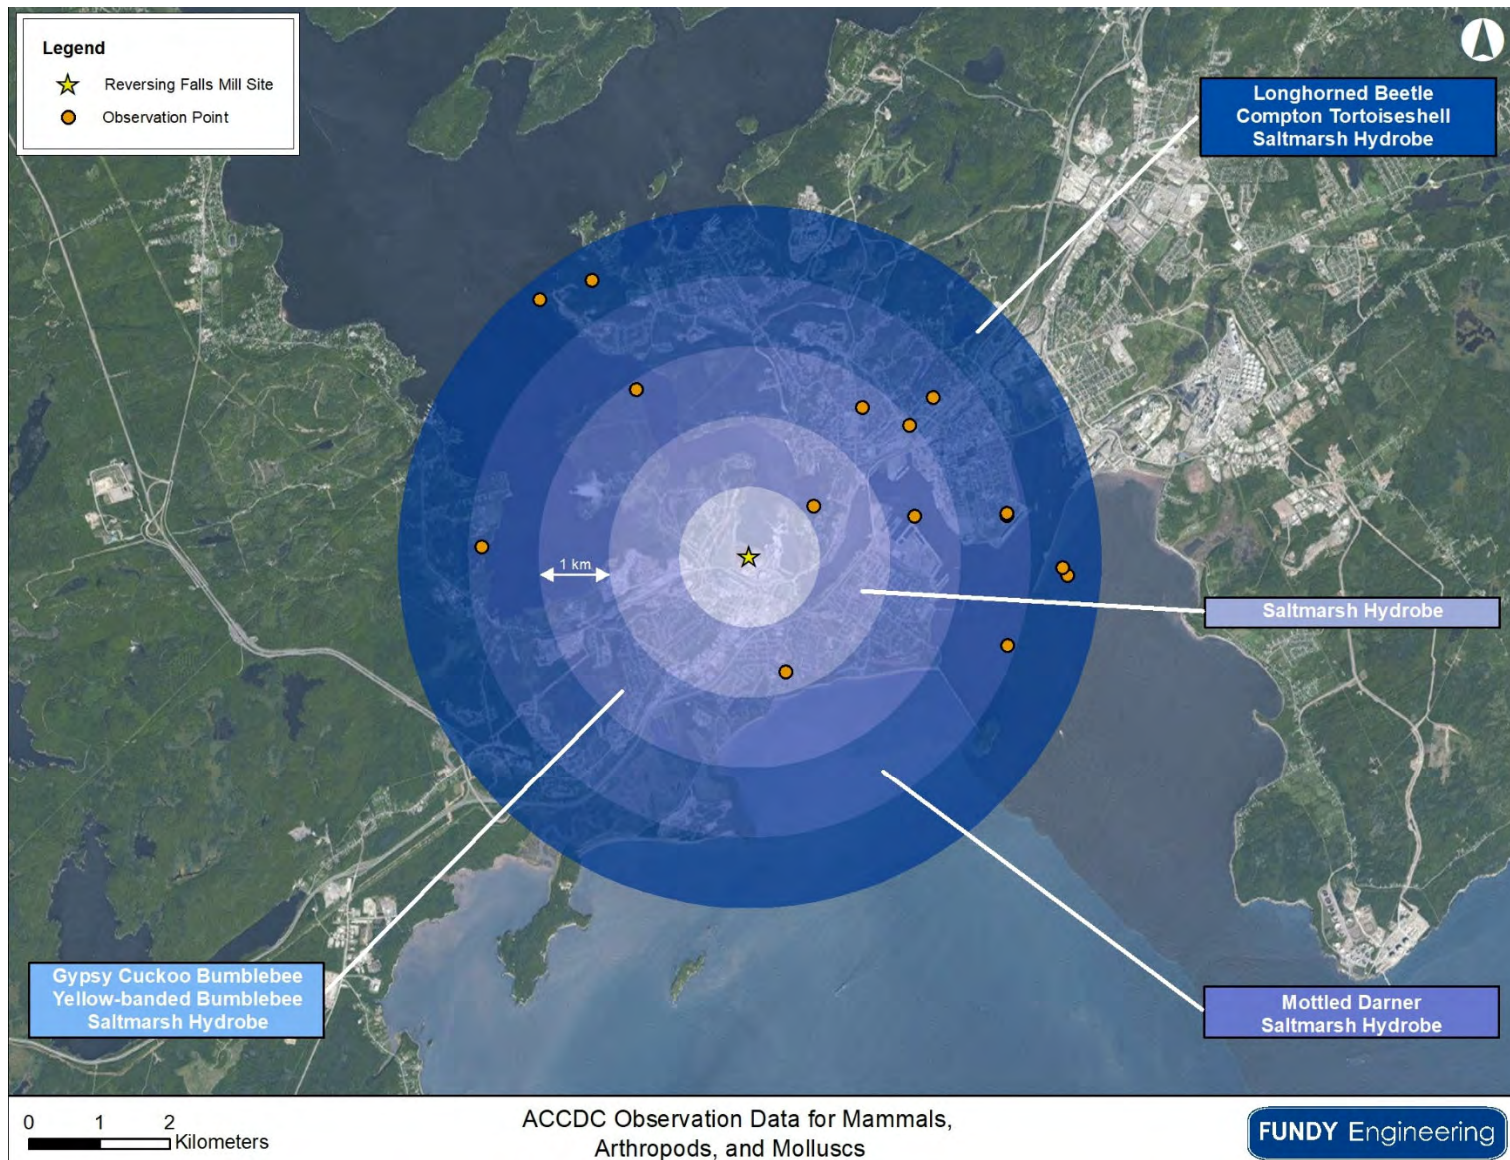 Legend
Reversing Falls Mill Site
Observation Point
Longhorned Beetle
Compton Tortoiseshell
Saltmarsh Hydrobe
1 km
Saltmarsh Hydrobe
Gypsy Cuckoo Bumblebee
Yellow-banded Bumblebee
Saltmarsh Hydrobe
Mottled Darner
Saltmarsh Hydrobe
0 1 2
Kilometers
ACCDC Observation Data for Mammals,
Arthropods, and Molluscs
FUNDY Engineering